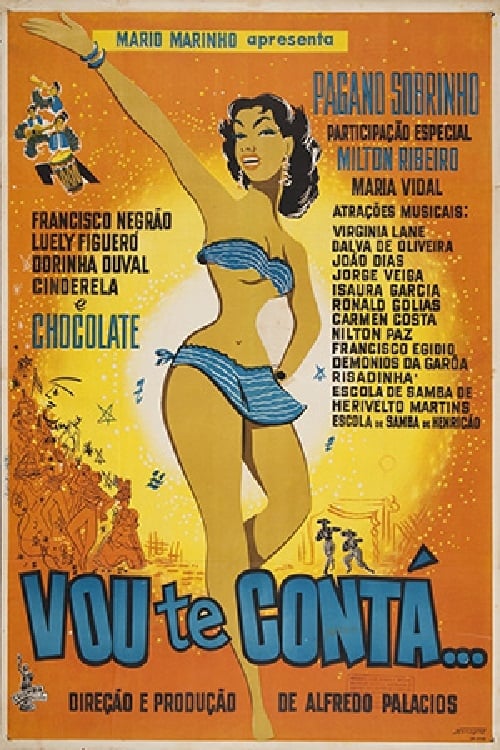 MARIO MARINHO apresenta
PAGANO SOBRINHO
PARTICIPAÇÃO ESPECIAL
MILTON RIBEIRO
MARIA VIDAL
ATRAÇÕES MUSICAIS:
VIRGINIA LANE
DALVA DE OLIVEIRA
JOÃO DIAS
JORGE VEIGA
ISAURA GARCIA
RONALD GOLIAS
CARMEN COSTA
NILTON PAZ
FRANCISCO EGIDIO
DEMONIOS DA GARÔA
RISADINHA
ESCOLA DE SAMBA DE
HERIVELTO MARTINS
ESCOLA DE SAMBA DE HENRICÃO
FRANCISCO NEGRÃO
LUELY FIGUERÓ
DORINHA DUVAL
CINDERELA
e
CHOCOLATE
VOU te CONTÁ...
DIREÇÃO E PRODUÇÃO DE ALFREDO PALACIOS